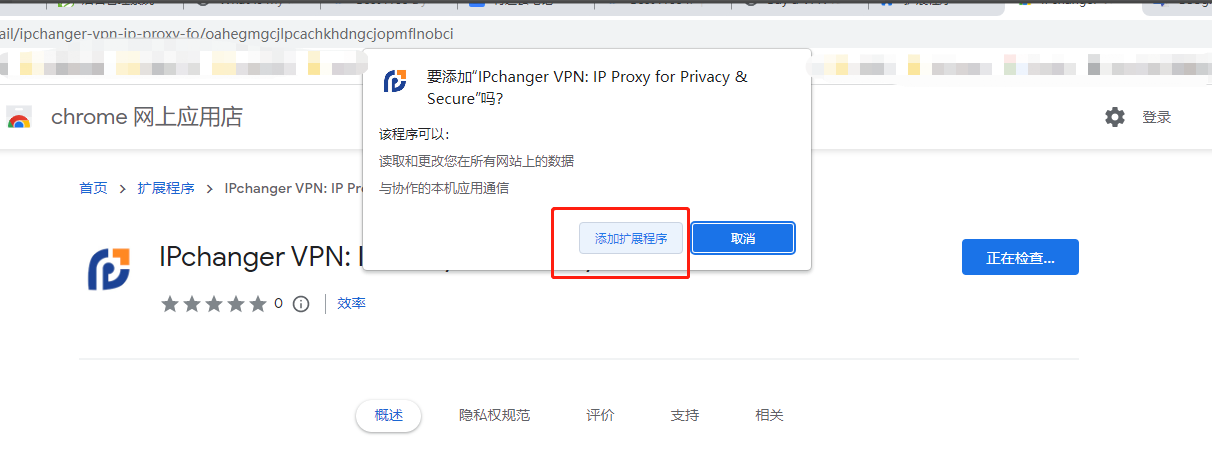 ail/ipchanger-vpn-ip-proxy-fo/oahegmgcjlpcachkhdngcjopmflnobci
要添加“IPchanger VPN: IP Proxy for Privacy &
Secure”吗?
该程序可以：
读取和更改您在所有网站上的数据
与协作的本机应用通信
添加扩展程序
取消
chrome 网上应用店
登录
首页
扩展程序
IPchanger VPN: IP Pr
IPchanger VPN: I
正在检查...
0
效率
概述
隐私权规范
评价
支持
相关